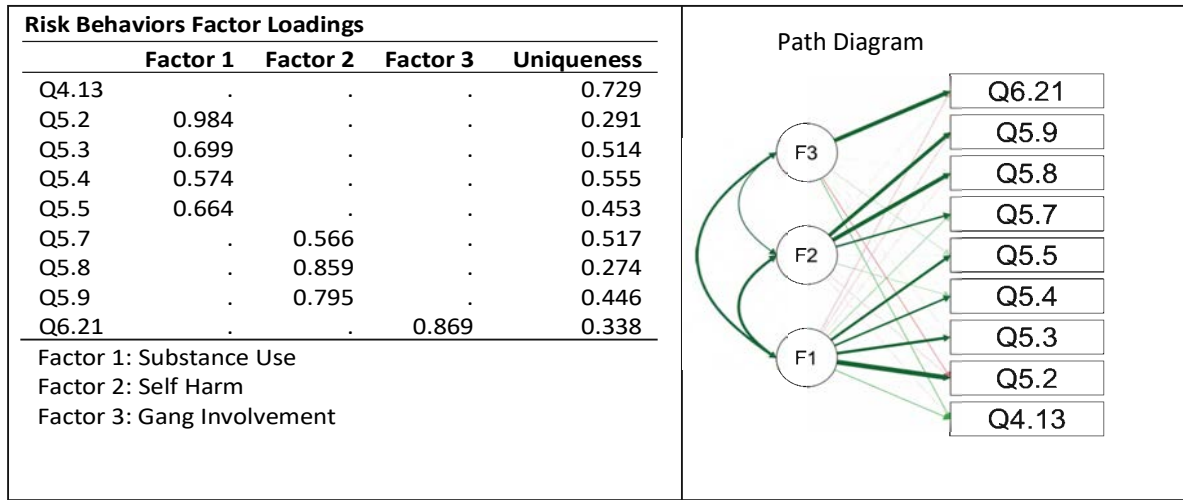 Risk Behaviors Factor Loadings
Factor 1 Factor 2 Factor 3 Uniqueness
Q4.13 . . . 0.729
Q5.2 0.984 . . 0.291
Q5.3 0.699 . . 0.514
Q5.4 0.574 . . 0.555
Q5.5 0.664 . . 0.453
Q5.7 . 0.566 . 0.517
Q5.8 . 0.859 . 0.274
Q5.9 . 0.795 . 0.446
Q6.21 . . 0.869 0.338
Factor 1: Substance Use
Factor 2: Self Harm
Factor 3: Gang Involvement
Path Diagram
Q6.21
Q5.9
F3
Q5.8
Q5.7
F2
Q5.5
Q5.4
Q5.3
F1
Q5.2
Q4.13